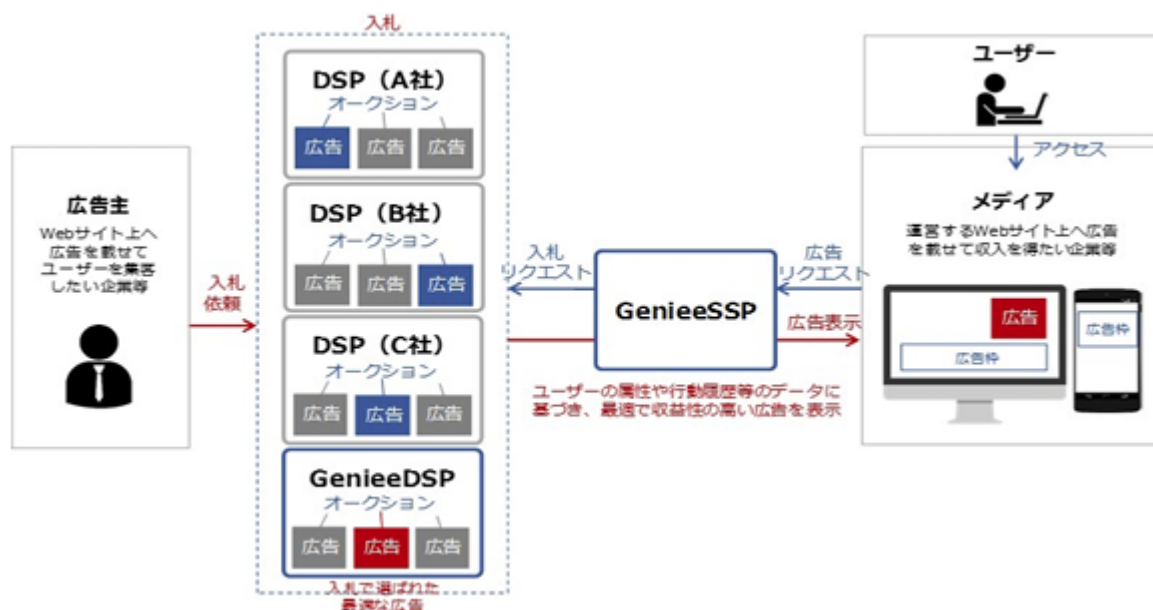 入札
DSP（A社）
オークション
広告 広告 広告
DSP（B社）
オークション
広告 広告 広告
DSP（C社）
オークション
広告 広告 広告
GenieeDSP
オークション
広告 広告 広告
入札で選ばれた
最適な広告
広告主
Webサイト上へ
広告を載せて
ユーザーを集客
したい企業等
入札
依頼
入札
リクエスト
GenieeSSP
広告
リクエスト
広告表示
ユーザーの属性や行動履歴等のデータに
基づき、最適で収益性の高い広告を表示
ユーザー
アクセス
メディア
運営するWebサイト上へ広告
を載せて収入を得たい企業等
広告
広告枠
広告枠